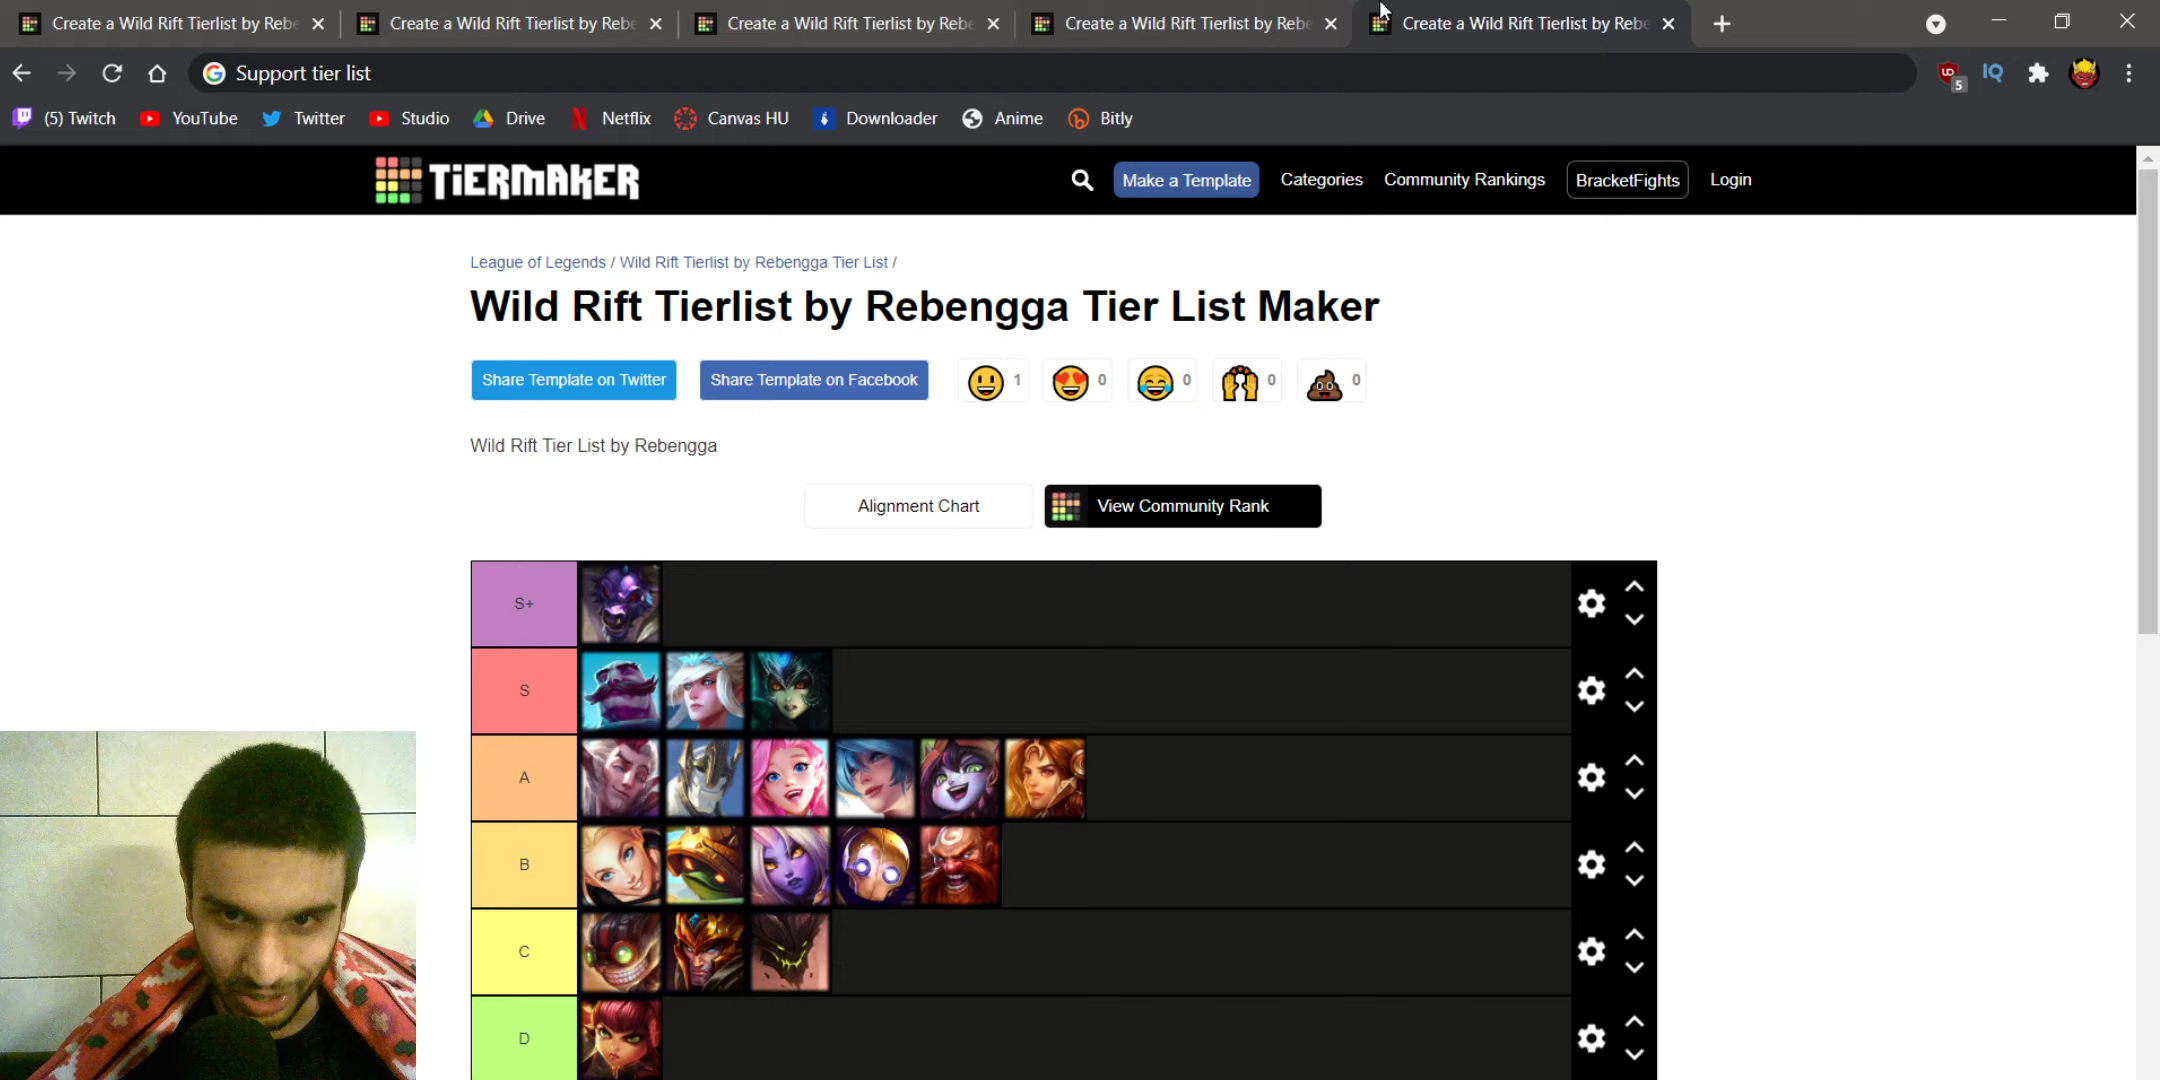 Create a Wild Rift Tierlist by Rebe
Create a Wild Rift Tierlist by Rebe
Create a Wild Rift Tierlist by Rebe
Create a Wild Rift Tierlist by Rebe
Create a Wild Rift Tierlist by Rebe
Support tier list
5
IQ
(5) Twitch
YouTube
Twitter
Studio
Drive
Netflix
Canvas HU
Downloader
Anime
Bitly
TiERMAKER
Make a Template
Categories
Community Rankings
BracketFights
Login
League of Legends / Wild Rift Tierlist by Rebengga Tier List /
Wild Rift Tierlist by Rebengga Tier List Maker
Share Template on Twitter
Share Template on Facebook
1
0
0
0
0
Wild Rift Tier List by Rebengga
Alignment Chart
View Community Rank
S+
S
A
B
C
D